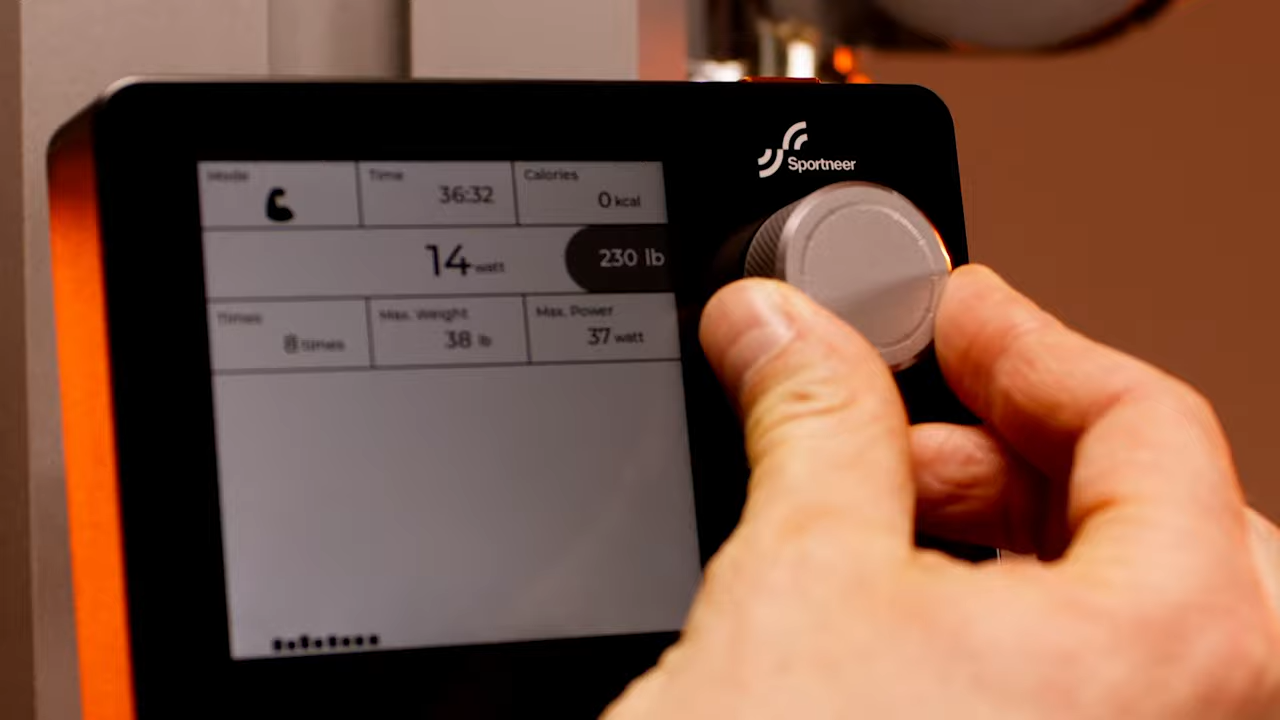 Sportneer
Mode Time Calories
36:32 0 kcal
14 watt 230 lb
Times Max. Weight Max. Power
8 times 38 lb 37 watt